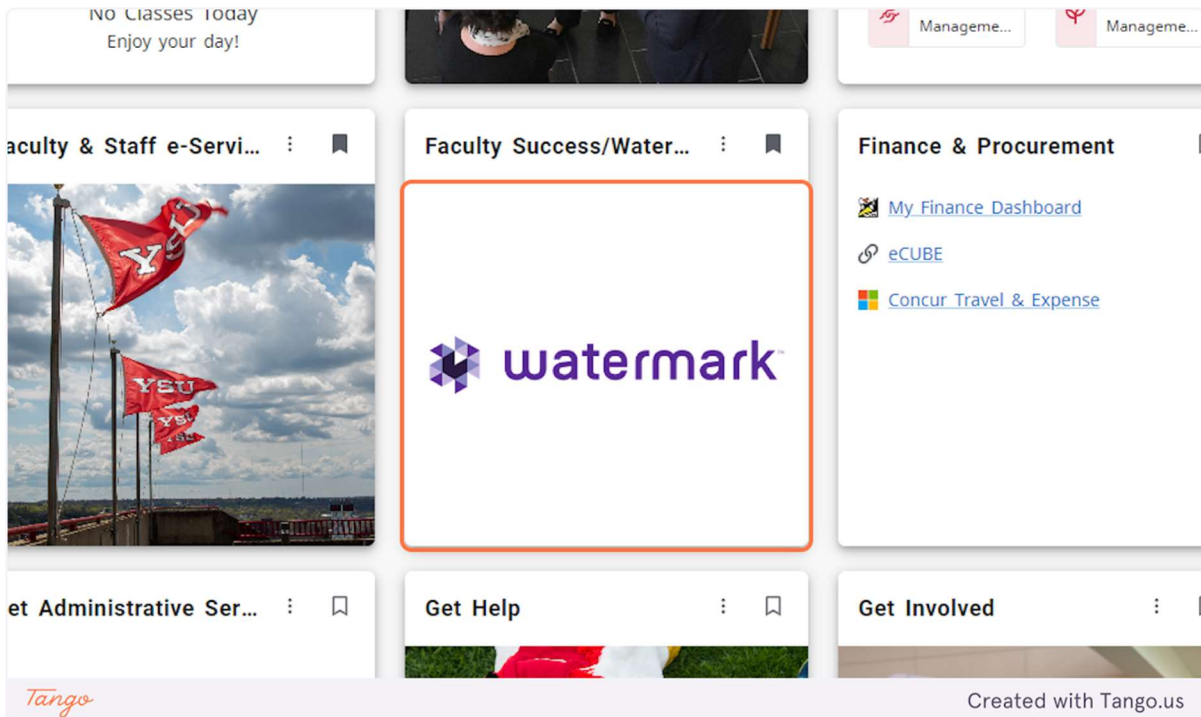 No Classes Today
Enjoy your day!
Manageme...
Manageme...
aculty & Staff e-Servi...
Faculty Success/Water...
Finance & Procurement
My Finance Dashboard
eCUBE
Concur Travel & Expense
YSU
YSU
YSU
watermark
et Administrative Ser...
Get Help
Get Involved
Tango
Created with Tango.us